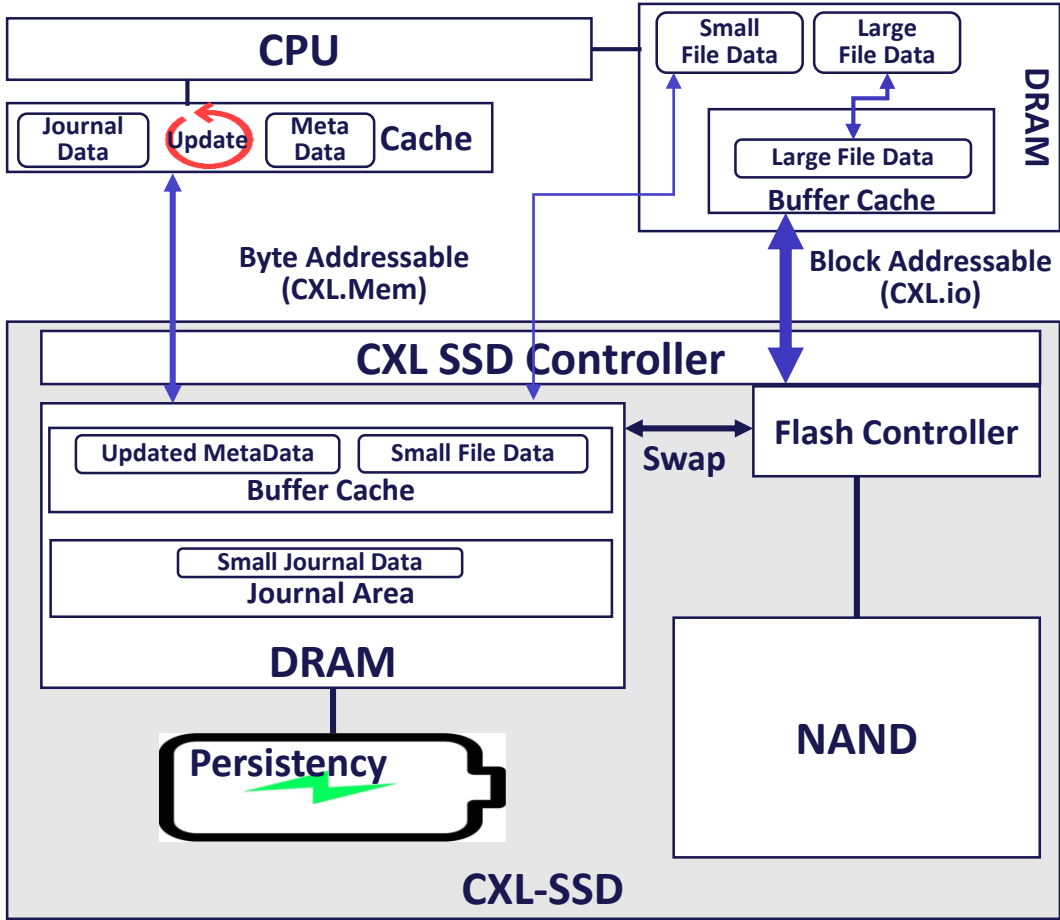 CPU
Small
File Data
Large
File Data
DRAM
Journal
Data
Update
Meta
Data
Cache
Large File Data
Buffer Cache
Byte Addressable
(CXL.Mem)
Block Addressable
(CXL.io)
CXL SSD Controller
Updated MetaData
Small File Data
Buffer Cache
Swap
Flash Controller
Small Journal Data
Journal Area
DRAM
NAND
Persistency
CXL-SSD